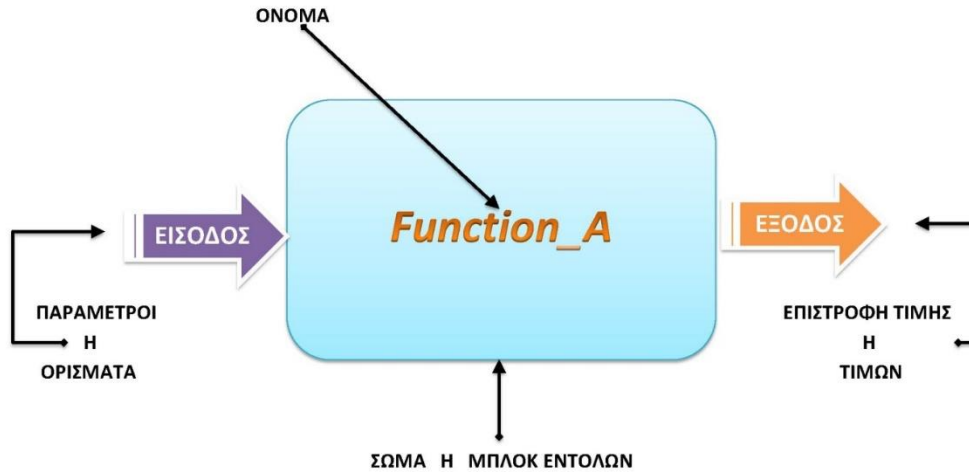 ΟΝΟΜΑ
Function_A
ΕΙΣΟΔΟΣ
ΕΞΟΔΟΣ
ΠΑΡΑΜΕΤΡΟΙ
Η
ΟΡΙΣΜΑΤΑ
ΕΠΙΣΤΡΟΦΗ ΤΙΜΗΣ
Η
ΤΙΜΩΝ
ΣΩΜΑ Η ΜΠΛΟΚ ΕΝΤΟΛΩΝ